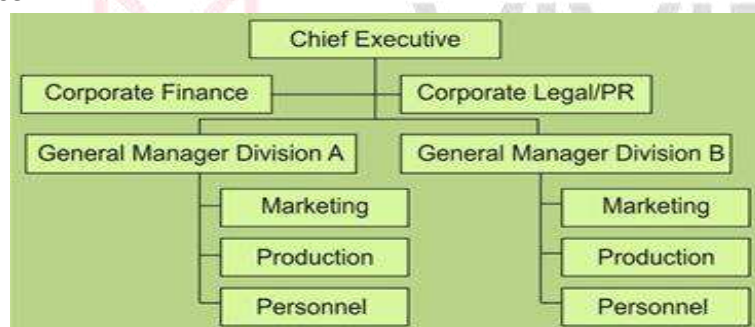 Chief Executive
Corporate Finance
Corporate Legal/PR
General Manager Division A
General Manager Division B
Marketing
Marketing
Production
Production
Personnel
Personnel